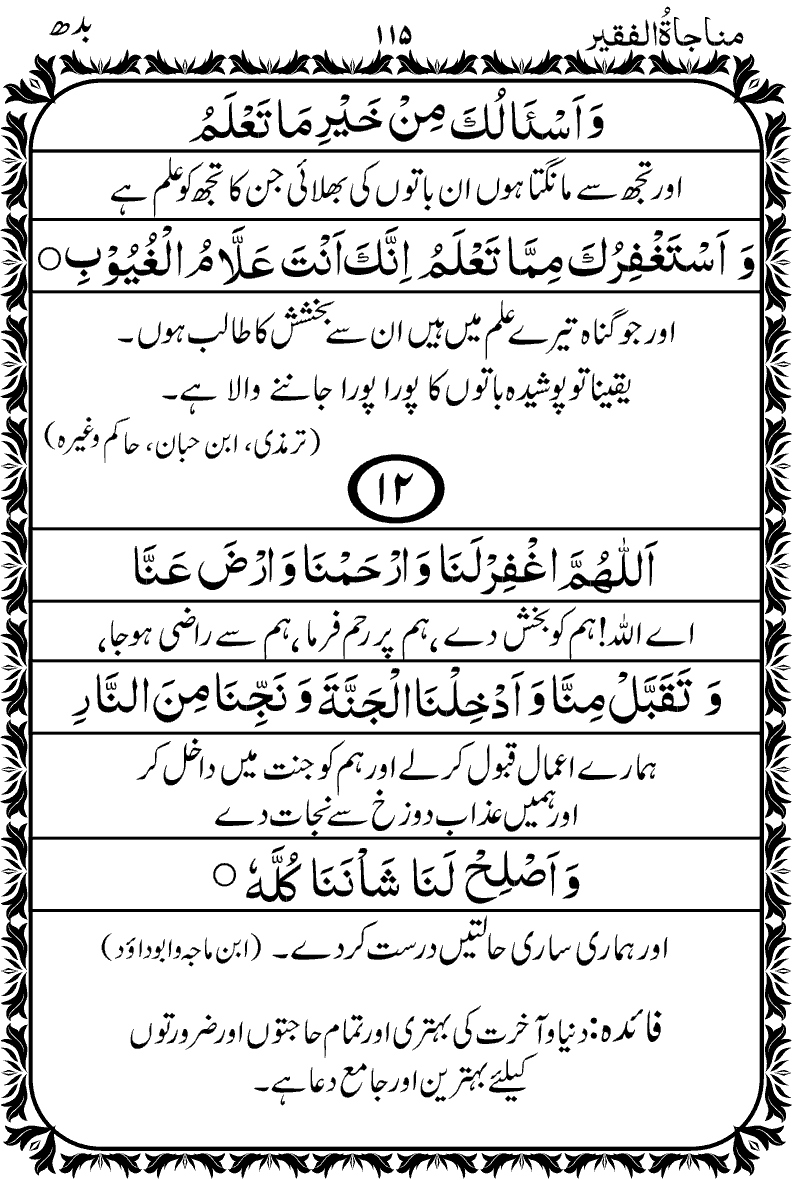 مناجاۃُالفقیر ۱۱۵ بدھ
وَاَسْئَالُكَ مِنْ خَيْرِ مَا تَعْلَمُ
اور تجھ سے مانگتا ہوں ان باتوں کی بھلائی جن کا تجھ کو علم ہے
وَ اَسْتَغْفِرُكَ مِمَّا تَعْلَمُ اِنَّكَ اَنْتَ عَلَّامُ الْغُيُوْبِ○
اور جو گناہ تیرے علم میں ہیں ان سے بخشش کا طالب ہوں۔
یقینا تو پوشیدہ باتوں کا پورا پورا جاننے والا ہے۔
(ترمذی، ابن حبان، حاکم وغیرہ)
۱۲
اَللّٰهُمَّ اغْفِرْلَنَا وَارْحَمْنَا وَارْضَ عَنَّا
اے اللہ! ہم کو بخش دے، ہم پر رحم فرما، ہم سے راضی ہوجا،
وَ تَقَبَّلْ مِنَّا وَ اَدْخِلْنَا الْجَنَّةَ وَ نَجِّنَا مِنَ النَّارِ
ہمارے اعمال قبول کرلے اور ہم کو جنت میں داخل کر
اور ہمیں عذاب دوزخ سے نجات دے
وَ اَصْلِحْ لَنَا شَاْنَنَا كُلَّهٗ ○
اور ہماری ساری حالتیں درست کردے۔ (ابن ماجہ وابوداؤد)
فائدہ: دنیا وآخرت کی بہتری اور تمام حاجتوں اور ضرورتوں
کیلئے بہترین اور جامع دعا ہے۔